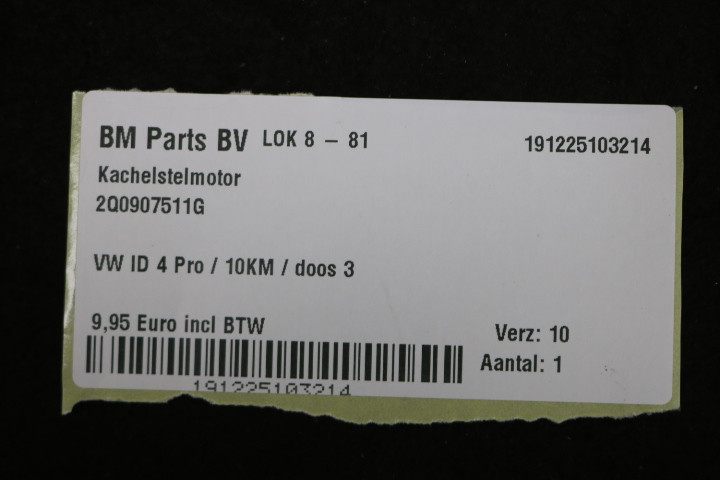 BM Parts BV LOK 8 – 81 191225103214
Kachelstelmotor
2Q0907511G
VW ID 4 Pro / 10KM / doos 3
9,95 Euro incl BTW Verz: 10
Aantal: 1
191225103214